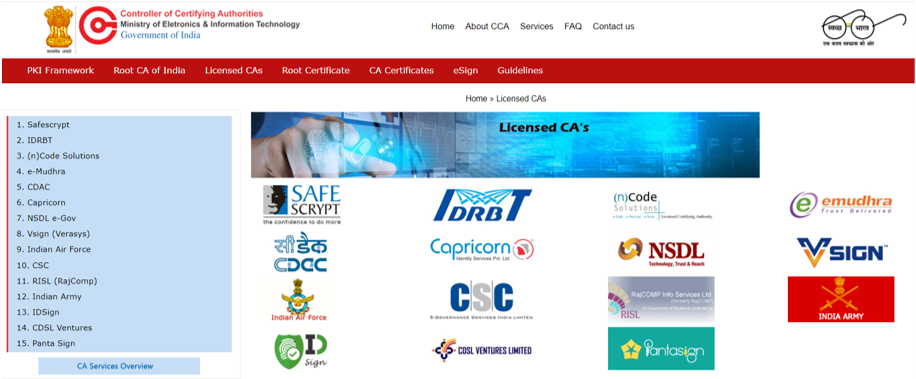 Controller of Certifying Authorities
Ministry of Eletronics & Information Technology
Government of India
सत्यमेव जयते
Home About CCA Services FAQ Contact us
स्वच्छ भारत
एक कदम स्वच्छता की ओर
PKI Framework Root CA of India Licensed CAs Root Certificate CA Certificates eSign Guidelines
Home » Licensed CAs
1. Safescrypt
2. IDRBT
3. (n)Code Solutions
4. e-Mudhra
5. CDAC
6. Capricorn
7. NSDL e-Gov
8. Vsign (Verasys)
9. Indian Air Force
10. CSC
11. RISL (RajComp)
12. Indian Army
13. IDSign
14. CDSL Ventures
15. Panta Sign
CA Services Overview
Licensed CA's
SAFE
SCRYPT
the confidence to do more
IDRBT
(n)Code
Solutions
Licensed Certifying Authority
emudhra
Trust Delivered
सी डैक
CDAC
Capricorn
Identity Services Pvt. Ltd.
NSDL
Technology, Trust & Reach
VSIGN™
Indian Air Force
CSC
E-GOVERNANCE SERVICES INDIA LIMITED
RajCOMP Info Services Ltd.
RISL
INDIA ARMY
ID
Sign
CDSL VENTURES LIMITED
Pantasign